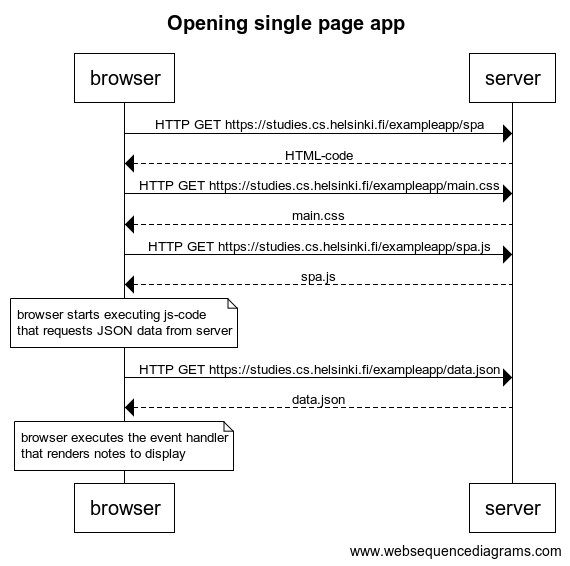 Opening single page app
browser
server
HTTP GET https://studies.cs.helsinki.fi/exampleapp/spa
HTML-code
HTTP GET https://studies.cs.helsinki.fi/exampleapp/main.css
main.css
HTTP GET https://studies.cs.helsinki.fi/exampleapp/spa.js
spa.js
browser starts executing js-code
that requests JSON data from server
HTTP GET https://studies.cs.helsinki.fi/exampleapp/data.json
data.json
browser executes the event handler
that renders notes to display
browser
server
www.websequencediagrams.com